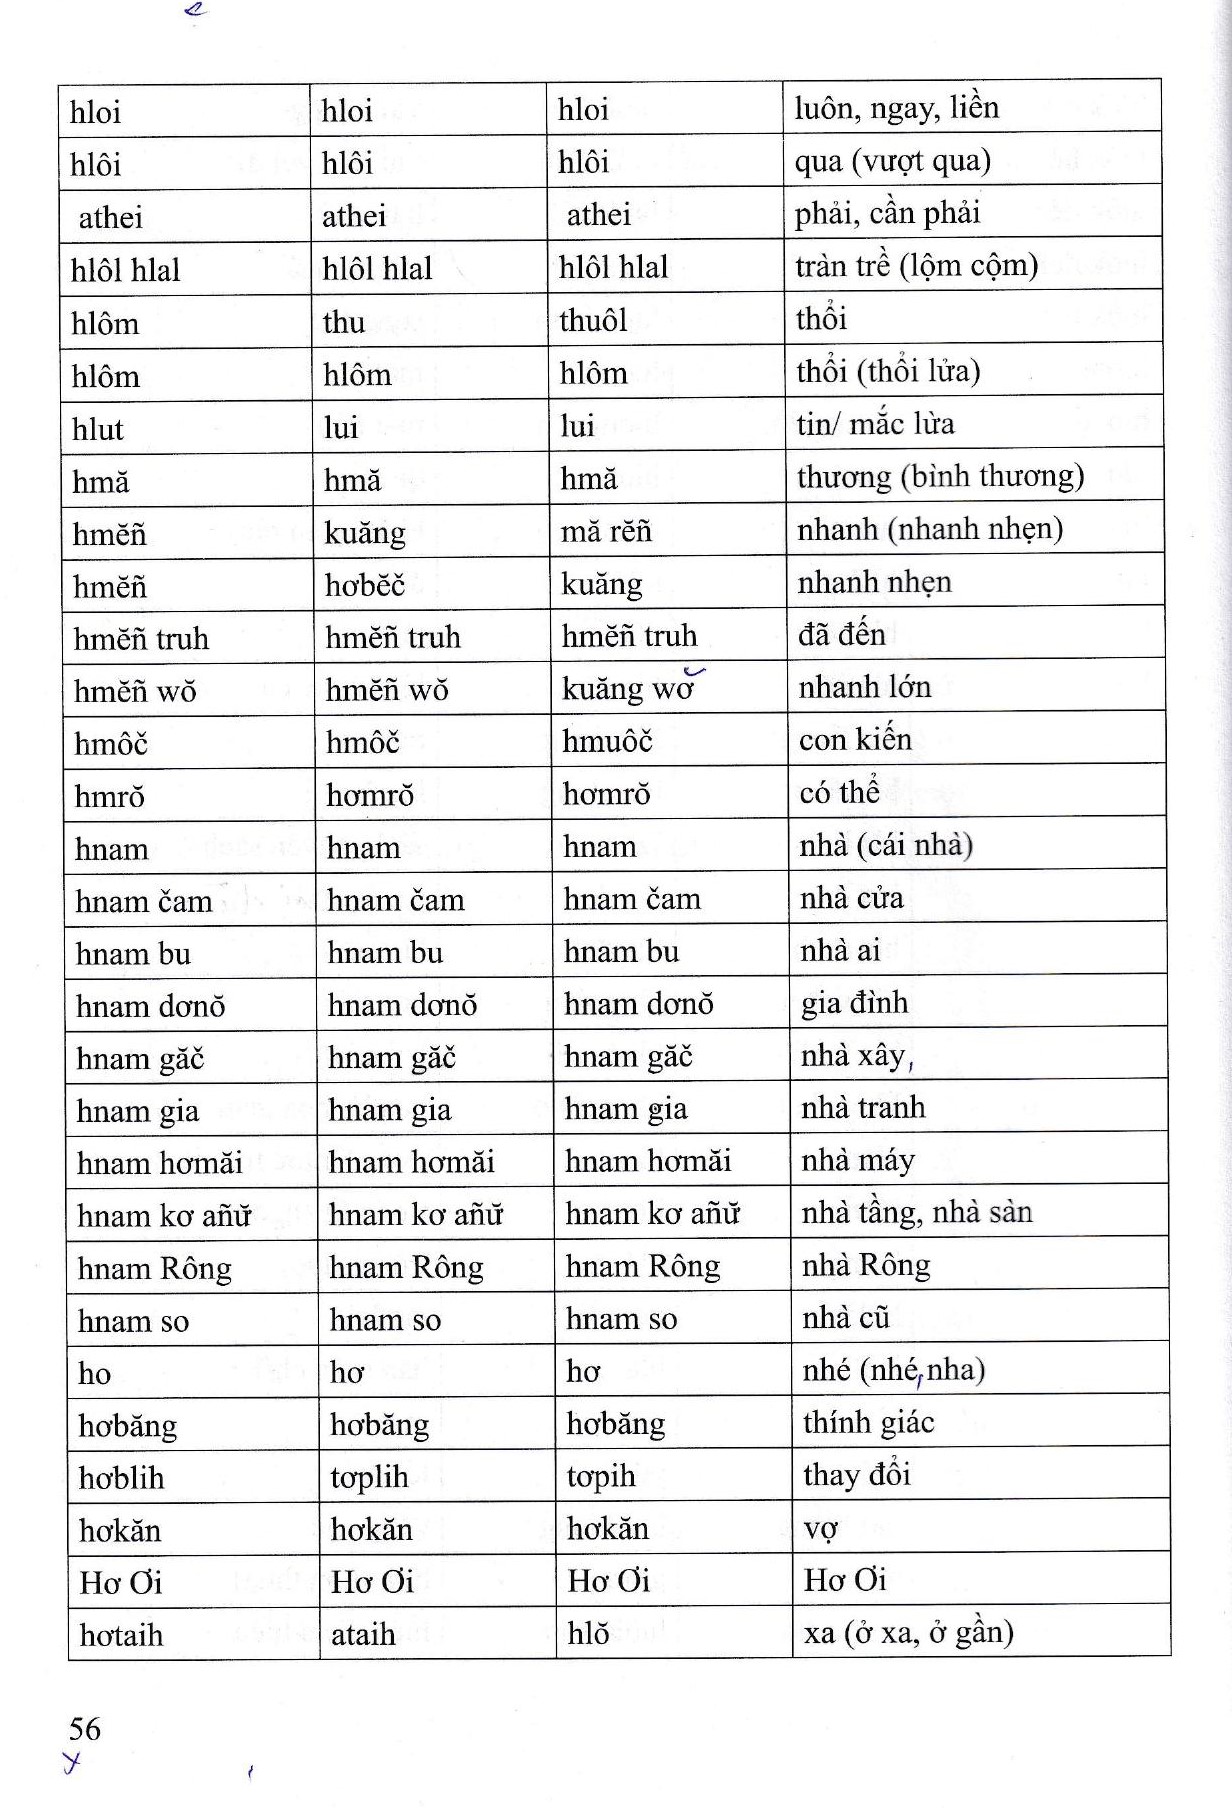 hloi hloi hloi luôn, ngay, liền
hlôi hlôi hlôi qua (vượt qua)
athei athei athei phải, cần phải
hlôl hlal hlôl hlal hlôl hlal tràn trề (lộm cộm)
hlôm thu thuôl thổi
hlôm hlôm hlôm thổi (thổi lửa)
hlut lui lui tin/ mắc lừa
hmă hmă hmă thương (bình thương)
hmĕñ kuăng mă rĕñ nhanh (nhanh nhẹn)
hmĕñ hơbĕč kuăng nhanh nhẹn
hmĕñ truh hmĕñ truh hmĕñ truh đã đến
hmĕñ wŏ hmĕñ wŏ kuăng wơ̆ nhanh lớn
hmôč hmôč hmuôč con kiến
hmrŏ hơmrŏ hơmrŏ có thể
hnam hnam hnam nhà (cái nhà)
hnam čam hnam čam hnam čam nhà cửa
hnam bu hnam bu hnam bu nhà ai
hnam dơnŏ hnam dơnŏ hnam dơnŏ gia đình
hnam găč hnam găč hnam găč nhà xây,
hnam gia hnam gia hnam gia nhà tranh
hnam hơmăi hnam hơmăi hnam hơmăi nhà máy
hnam kơ añư̆ hnam kơ añư̆ hnam kơ añư̆ nhà tầng, nhà sàn
hnam Rông hnam Rông hnam Rông nhà Rông
hnam so hnam so hnam so nhà cũ
ho hơ hơ nhé (nhé, nha)
hơbăng hơbăng hơbăng thính giác
hơblih tơplih tơpih thay đổi
hơkăn hơkăn hơkăn vợ
Hơ Ơi Hơ Ơi Hơ Ơi Hơ Ơi
hơtaih ataih hlŏ xa (ở xa, ở gần)
56